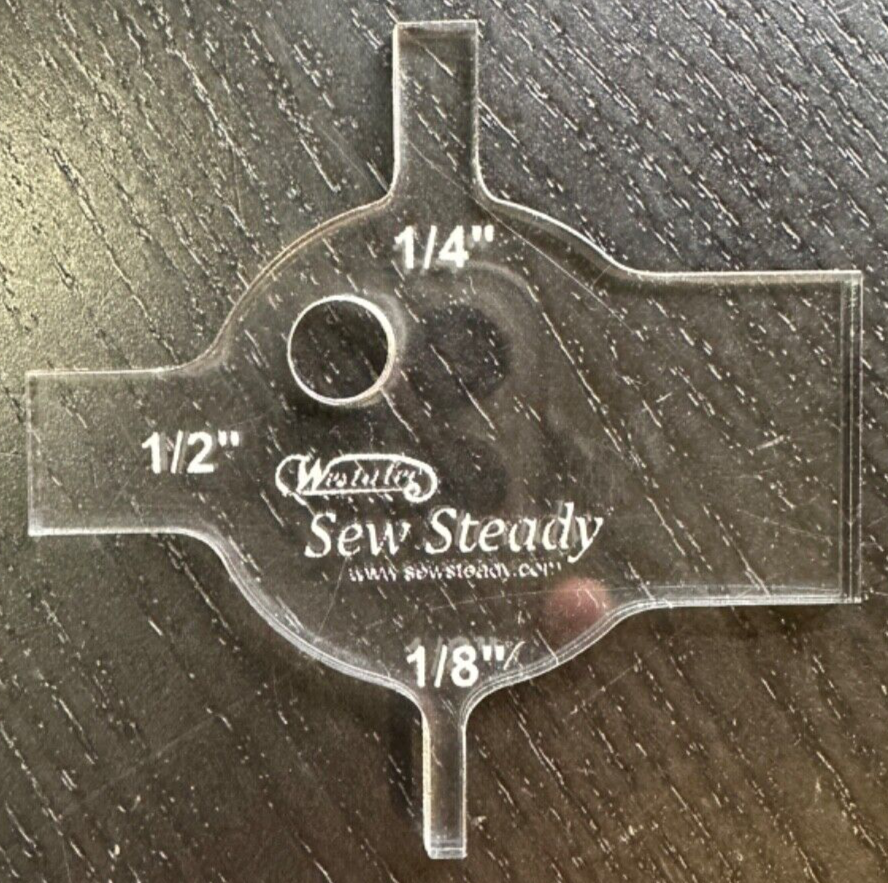 1/4"
1/2"
Westalee
Sew Steady
www.sewsteady.com
1/8"